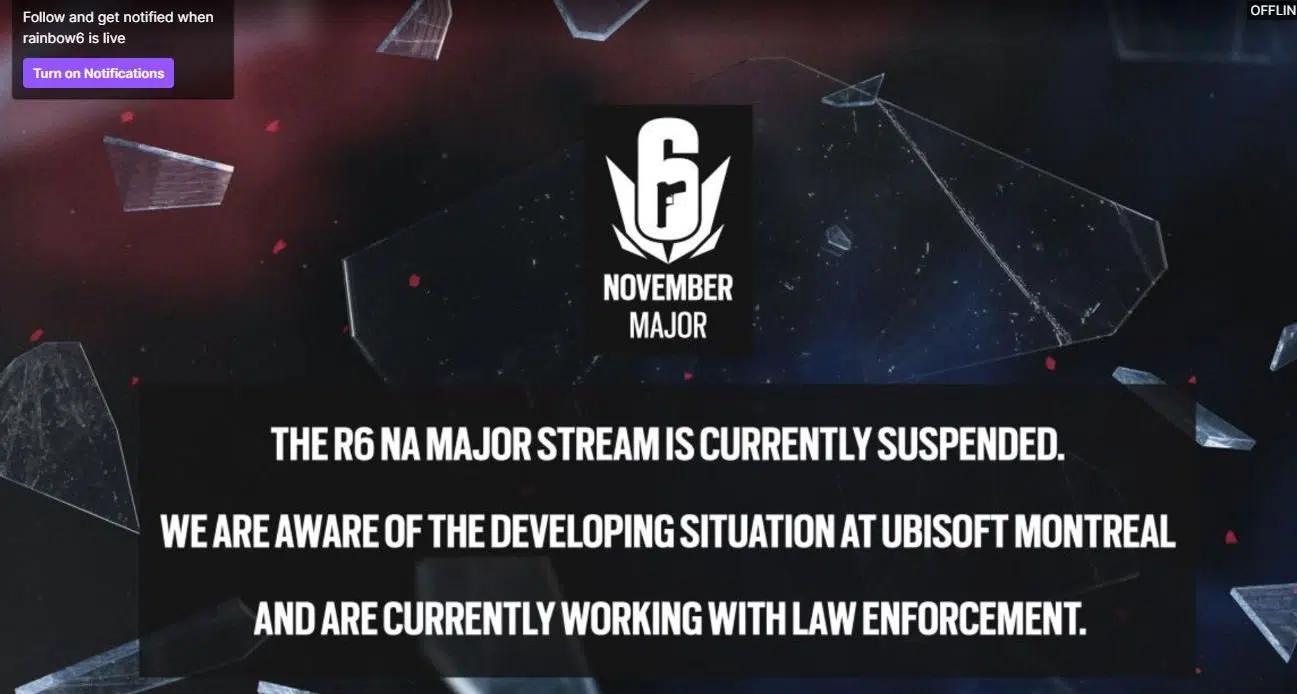 Follow and get notified when
rainbow6 is live
Turn on Notifications
OFFLIN
6
NOVEMBER
MAJOR
THE R6 NA MAJOR STREAM IS CURRENTLY SUSPENDED.
WE ARE AWARE OF THE DEVELOPING SITUATION AT UBISOFT MONTREAL
AND ARE CURRENTLY WORKING WITH LAW ENFORCEMENT.